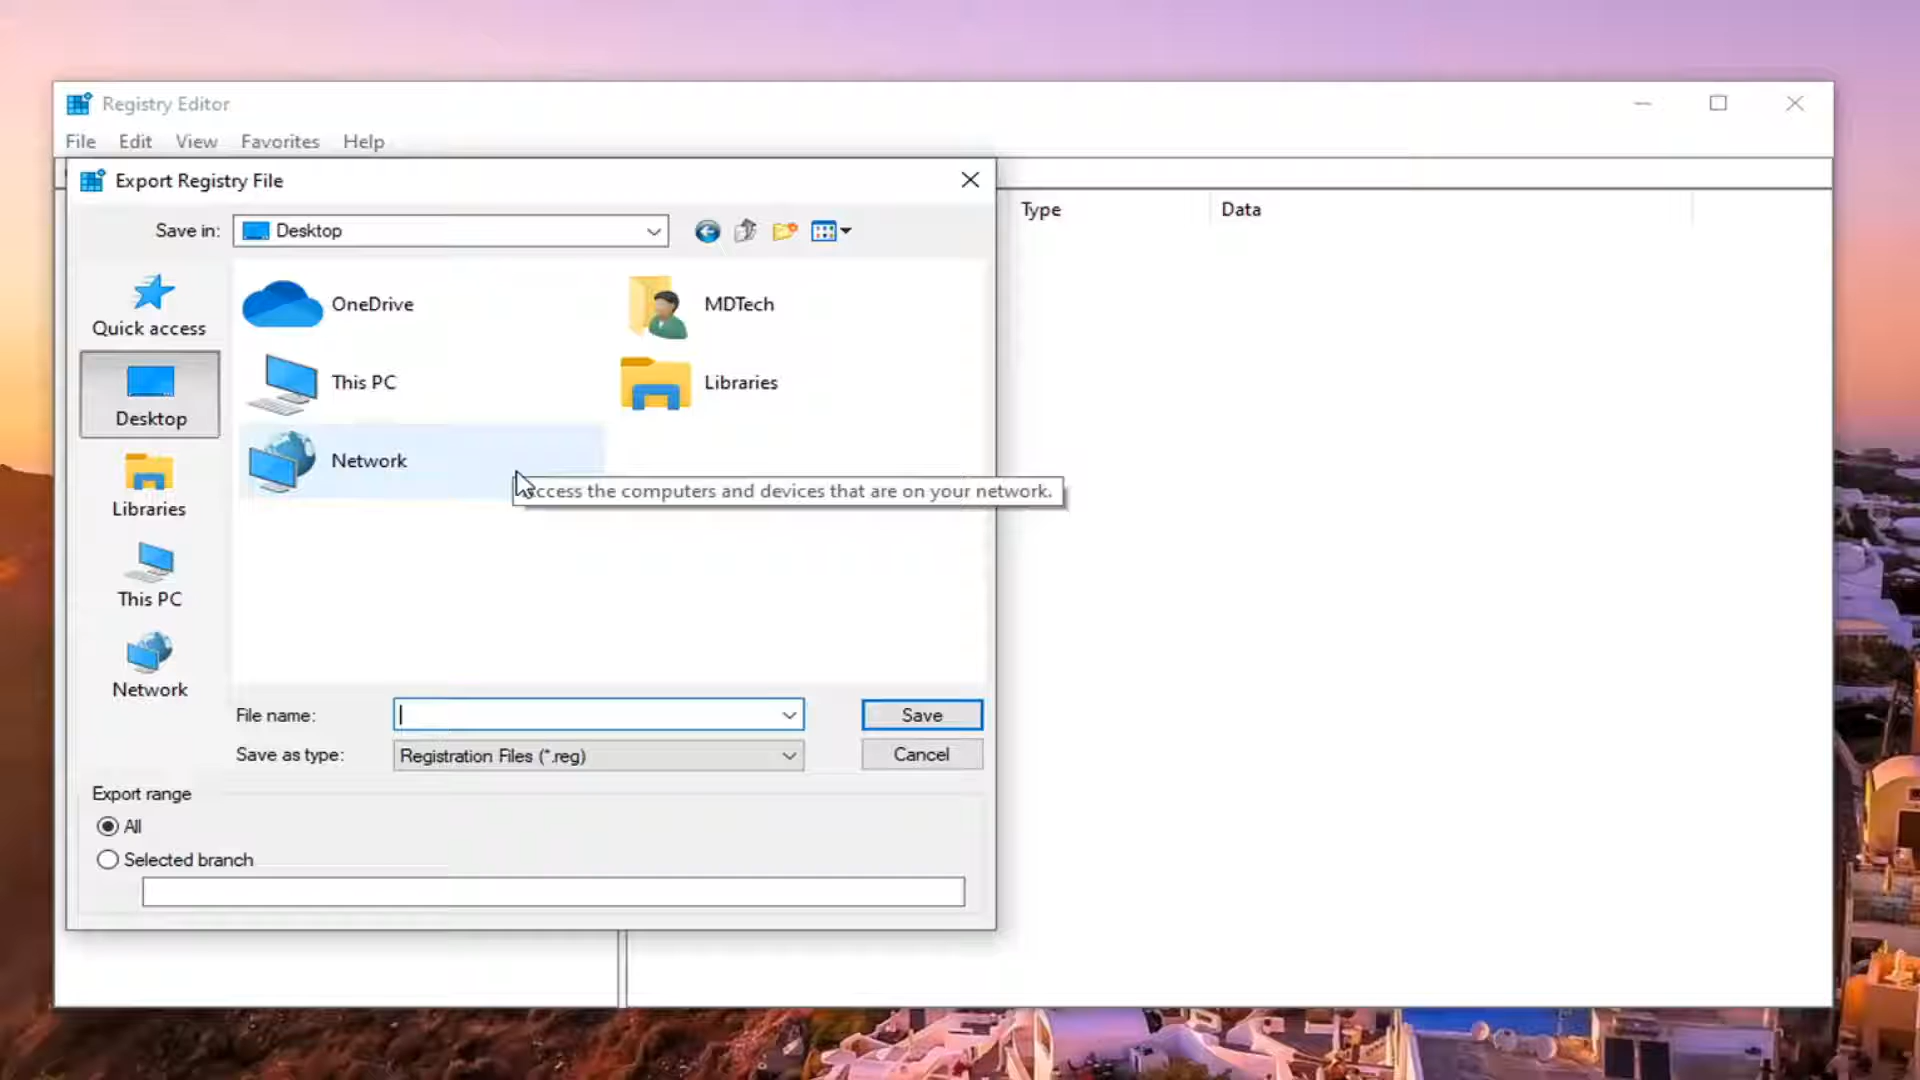 Registry Editor
File Edit View Favorites Help
Export Registry File
Type Data
Save in: Desktop
Quick access
Desktop
Libraries
This PC
Network
OneDrive MDTech
This PC Libraries
Network
ccess the computers and devices that are on your network.
File name: Save
Save as type: Registration Files (*.reg) Cancel
Export range
All
Selected branch